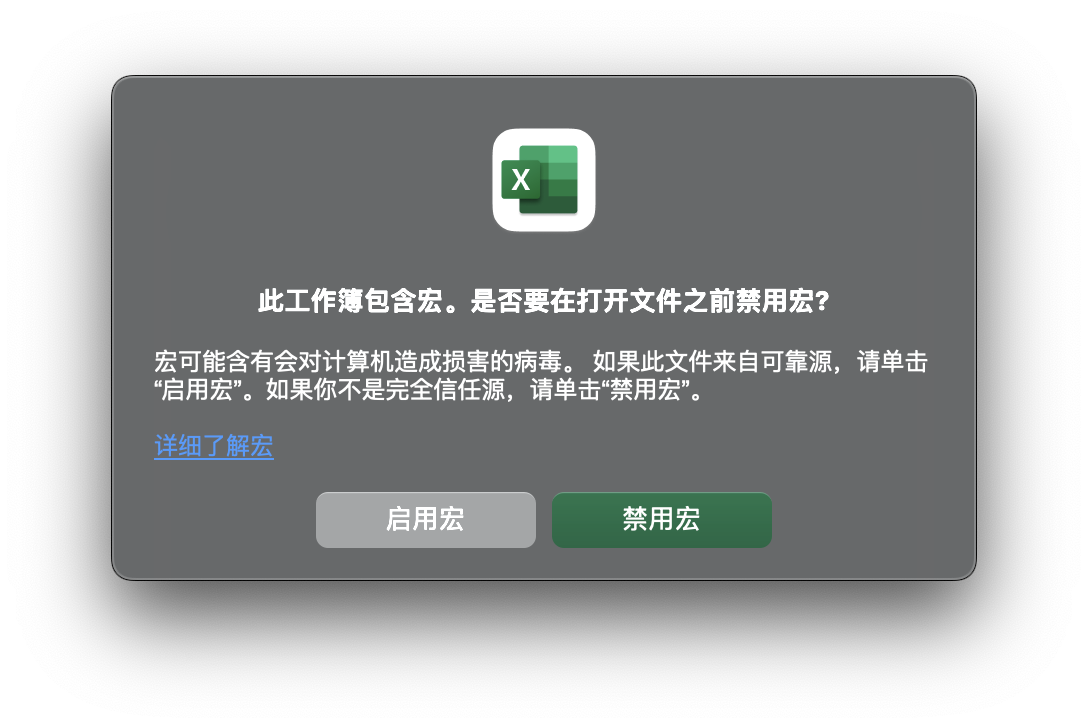 X
此工作簿包含宏。是否要在打开文件之前禁用宏?
宏可能含有会对计算机造成损害的病毒。 如果此文件来自可靠源，请单击
“启用宏”。如果你不是完全信任源，请单击“禁用宏”。
详细了解宏
启用宏
禁用宏